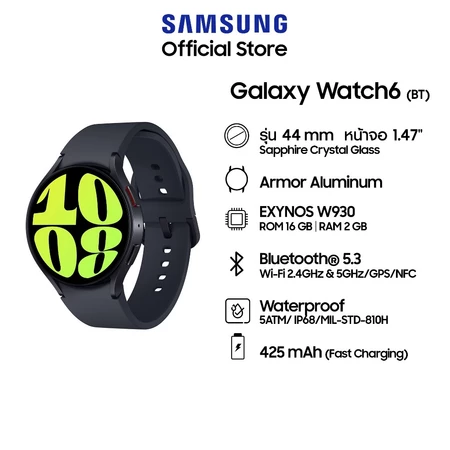 SAMSUNG
Official Store
Galaxy Watch6 (BT)
รุ่น 44 mm หน้าจอ 1.47"
Sapphire Crystal Glass
Armor Aluminum
EXYNOS W930
ROM 16 GB | RAM 2 GB
Bluetooth® 5.3
Wi-Fi 2.4GHz & 5GHz/GPS/NFC
Waterproof
5ATM/ IP68/MIL-STD-810H
425 mAh (Fast Charging)
10
08